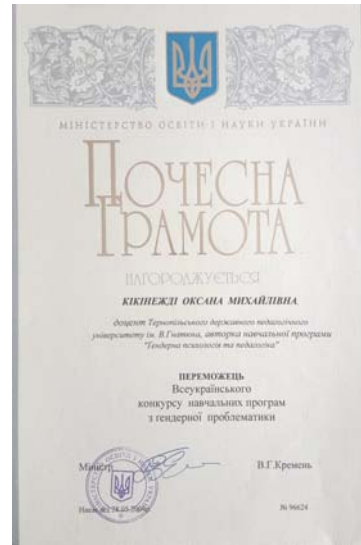 МІНІСТЕРСТВО ОСВІТИ І НАУКИ УКРАЇНИ
ПОЧЕСНА
ГРАМОТА
НАГОРОДЖУЄТЬСЯ
КІКІНЕЖДІ ОКСАНА МИХАЙЛІВНА,
доцент Тернопільського державного педагогічного
університету ім. В.Гнатюка, авторка навчальної програми
"Гендерна психологія та педагогіка"
ПЕРЕМОЖЕЦЬ
Всеукраїнського
конкурсу навчальних програм
з гендерної проблематики
Міністр
В.Г.Кремень
№ 96624